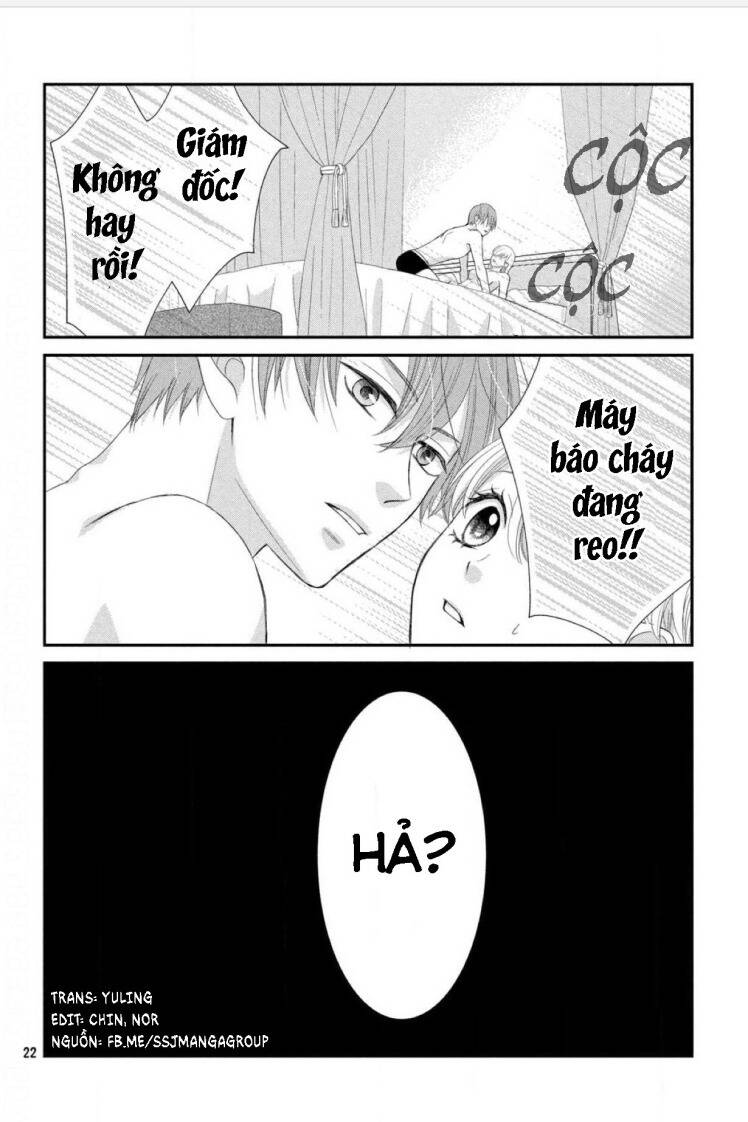 Giám
đốc!
Không
hay
rồi!
CỘC
CỘC
Máy
báo cháy
đang
reo!!
HẢ?
TRANS: YULING
EDIT: CHIN, NOR
NGUỒN: FB.ME/SSJMANGAGROUP
22